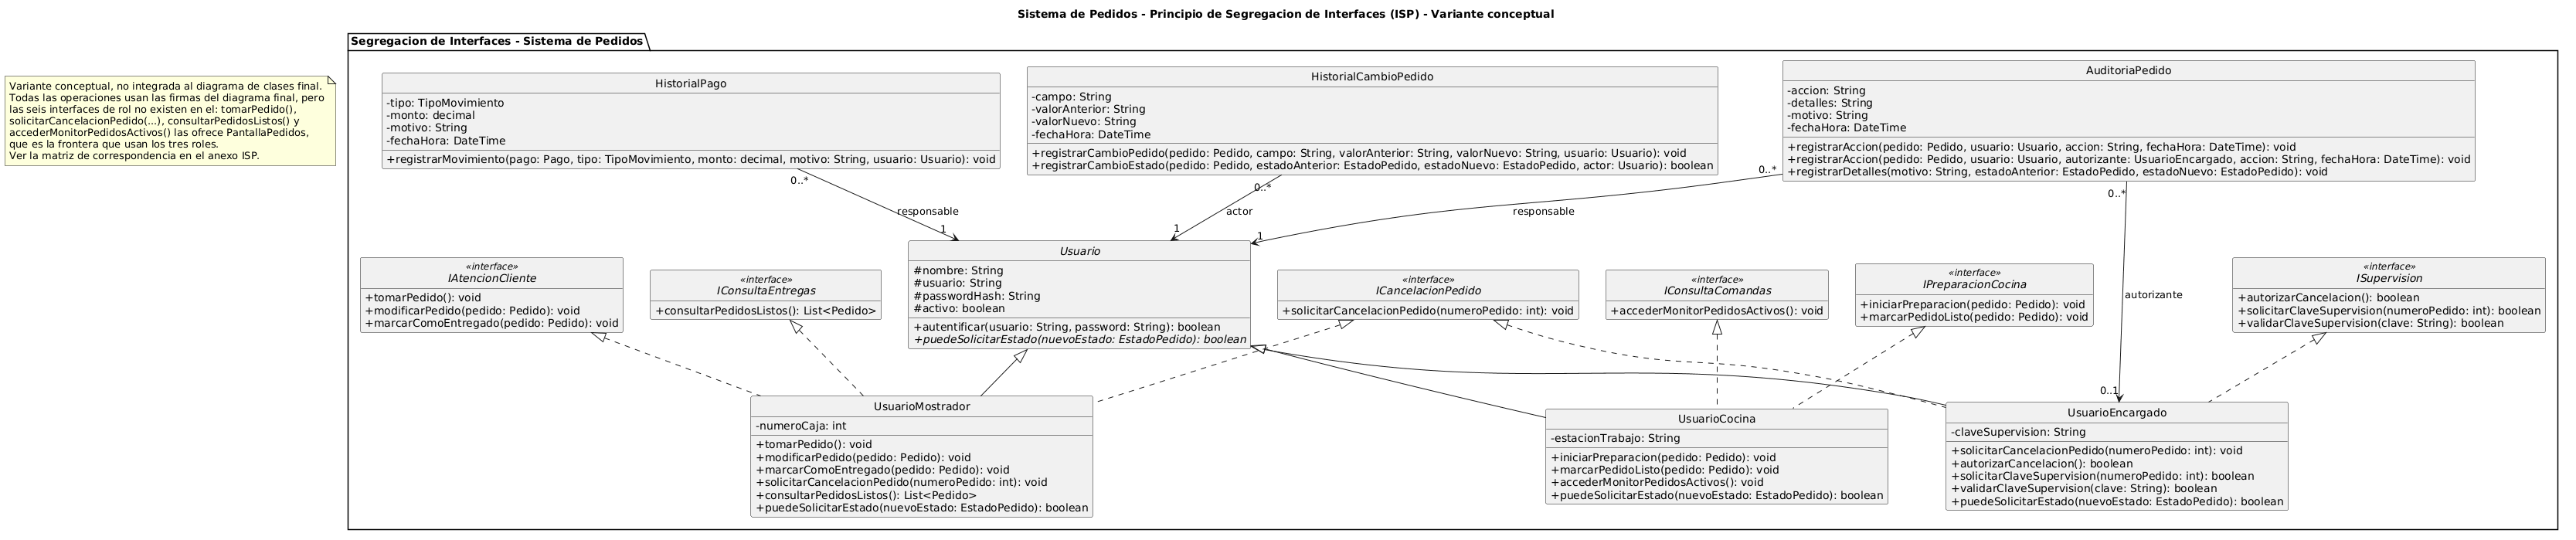 Sistema de Pedidos - Principio de Segregacion de Interfaces (ISP) - Variante conceptual
Segregacion de Interfaces - Sistema de Pedidos
Variante conceptual, no integrada al diagrama de clases final.
Todas las operaciones usan las firmas del diagrama final, pero
las seis interfaces de rol no existen en el: tomarPedido(),
solicitarCancelacionPedido(...), consultarPedidosListos() y
accederMonitorPedidosActivos() las ofrece PantallaPedidos,
que es la frontera que usan los tres roles.
Ver la matriz de correspondencia en el anexo ISP.
HistorialPago
-tipo: TipoMovimiento
-monto: decimal
-motivo: String
-fechaHora: DateTime
+registrarMovimiento(pago: Pago, tipo: TipoMovimiento, monto: decimal, motivo: String, usuario: Usuario): void
HistorialCambioPedido
-campo: String
-valorAnterior: String
-valorNuevo: String
-fechaHora: DateTime
+registrarCambioPedido(pedido: Pedido, campo: String, valorAnterior: String, valorNuevo: String, usuario: Usuario): void
+registrarCambioEstado(pedido: Pedido, estadoAnterior: EstadoPedido, estadoNuevo: EstadoPedido, actor: Usuario): boolean
AuditoriaPedido
-accion: String
-detalles: String
-motivo: String
-fechaHora: DateTime
+registrarAccion(pedido: Pedido, usuario: Usuario, accion: String, fechaHora: DateTime): void
+registrarAccion(pedido: Pedido, usuario: Usuario, autorizante: UsuarioEncargado, accion: String, fechaHora: DateTime): void
+registrarDetalles(motivo: String, estadoAnterior: EstadoPedido, estadoNuevo: EstadoPedido): void
0..*
0..*
0..*
0..*
responsable
actor
responsable
autorizante
1
1
1
0..1
«interface»
IAtencionCliente
+tomarPedido(): void
+modificarPedido(pedido: Pedido): void
+marcarComoEntregado(pedido: Pedido): void
«interface»
IConsultaEntregas
+consultarPedidosListos(): List<Pedido>
Usuario
#nombre: String
#usuario: String
#passwordHash: String
#activo: boolean
+autentificar(usuario: String, password: String): boolean
+puedeSolicitarEstado(nuevoEstado: EstadoPedido): boolean
«interface»
ICancelacionPedido
+solicitarCancelacionPedido(numeroPedido: int): void
«interface»
IConsultaComandas
+accederMonitorPedidosActivos(): void
«interface»
IPreparacionCocina
+iniciarPreparacion(pedido: Pedido): void
+marcarPedidoListo(pedido: Pedido): void
«interface»
ISupervision
+autorizarCancelacion(): boolean
+solicitarClaveSupervision(numeroPedido: int): boolean
+validarClaveSupervision(clave: String): boolean
UsuarioMostrador
-numeroCaja: int
+tomarPedido(): void
+modificarPedido(pedido: Pedido): void
+marcarComoEntregado(pedido: Pedido): void
+solicitarCancelacionPedido(numeroPedido: int): void
+consultarPedidosListos(): List<Pedido>
+puedeSolicitarEstado(nuevoEstado: EstadoPedido): boolean
UsuarioCocina
-estacionTrabajo: String
+iniciarPreparacion(pedido: Pedido): void
+marcarPedidoListo(pedido: Pedido): void
+accederMonitorPedidosActivos(): void
+puedeSolicitarEstado(nuevoEstado: EstadoPedido): boolean
UsuarioEncargado
-claveSupervision: String
+solicitarCancelacionPedido(numeroPedido: int): void
+autorizarCancelacion(): boolean
+solicitarClaveSupervision(numeroPedido: int): boolean
+validarClaveSupervision(clave: String): boolean
+puedeSolicitarEstado(nuevoEstado: EstadoPedido): boolean